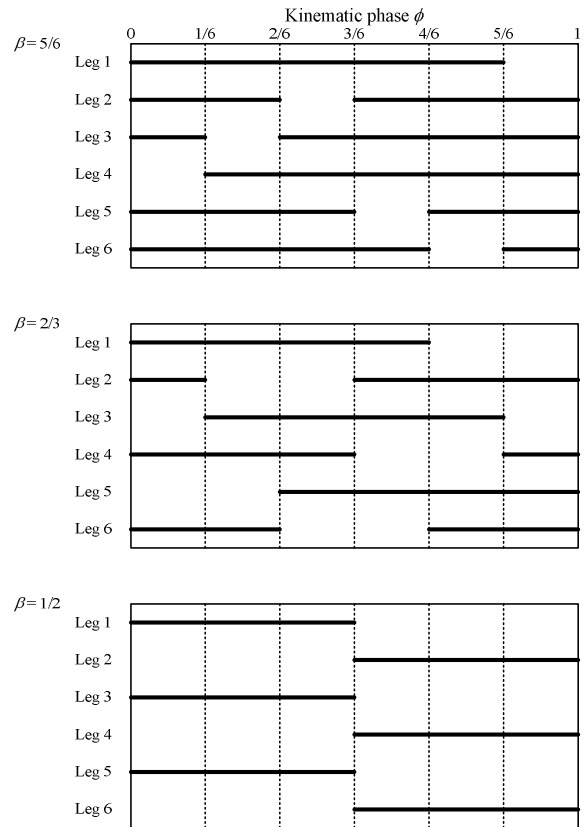 Kinematic phase ϕ
0 1/6 2/6 3/6 4/6 5/6 1
β = 5/6
Leg 1
Leg 2
Leg 3
Leg 4
Leg 5
Leg 6
β = 2/3
Leg 1
Leg 2
Leg 3
Leg 4
Leg 5
Leg 6
β = 1/2
Leg 1
Leg 2
Leg 3
Leg 4
Leg 5
Leg 6